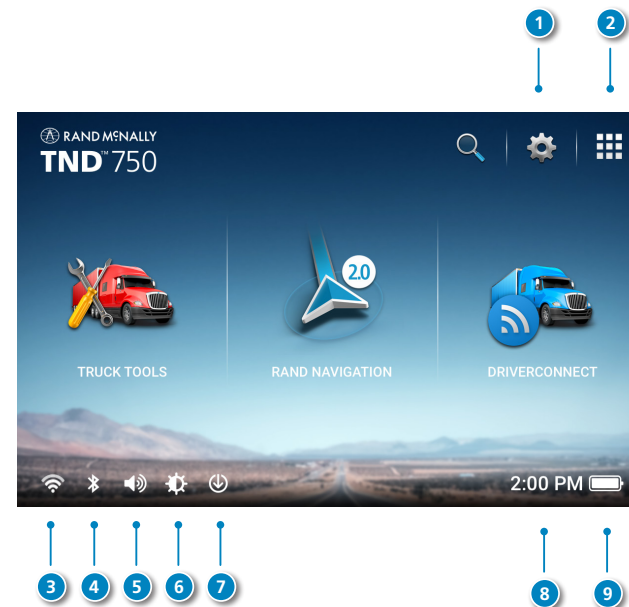 1 2
RAND MCNALLY
TND™ 750
2.0
TRUCK TOOLS
RAND NAVIGATION
DRIVERCONNECT
2:00 PM
3 4 5 6 7 8 9